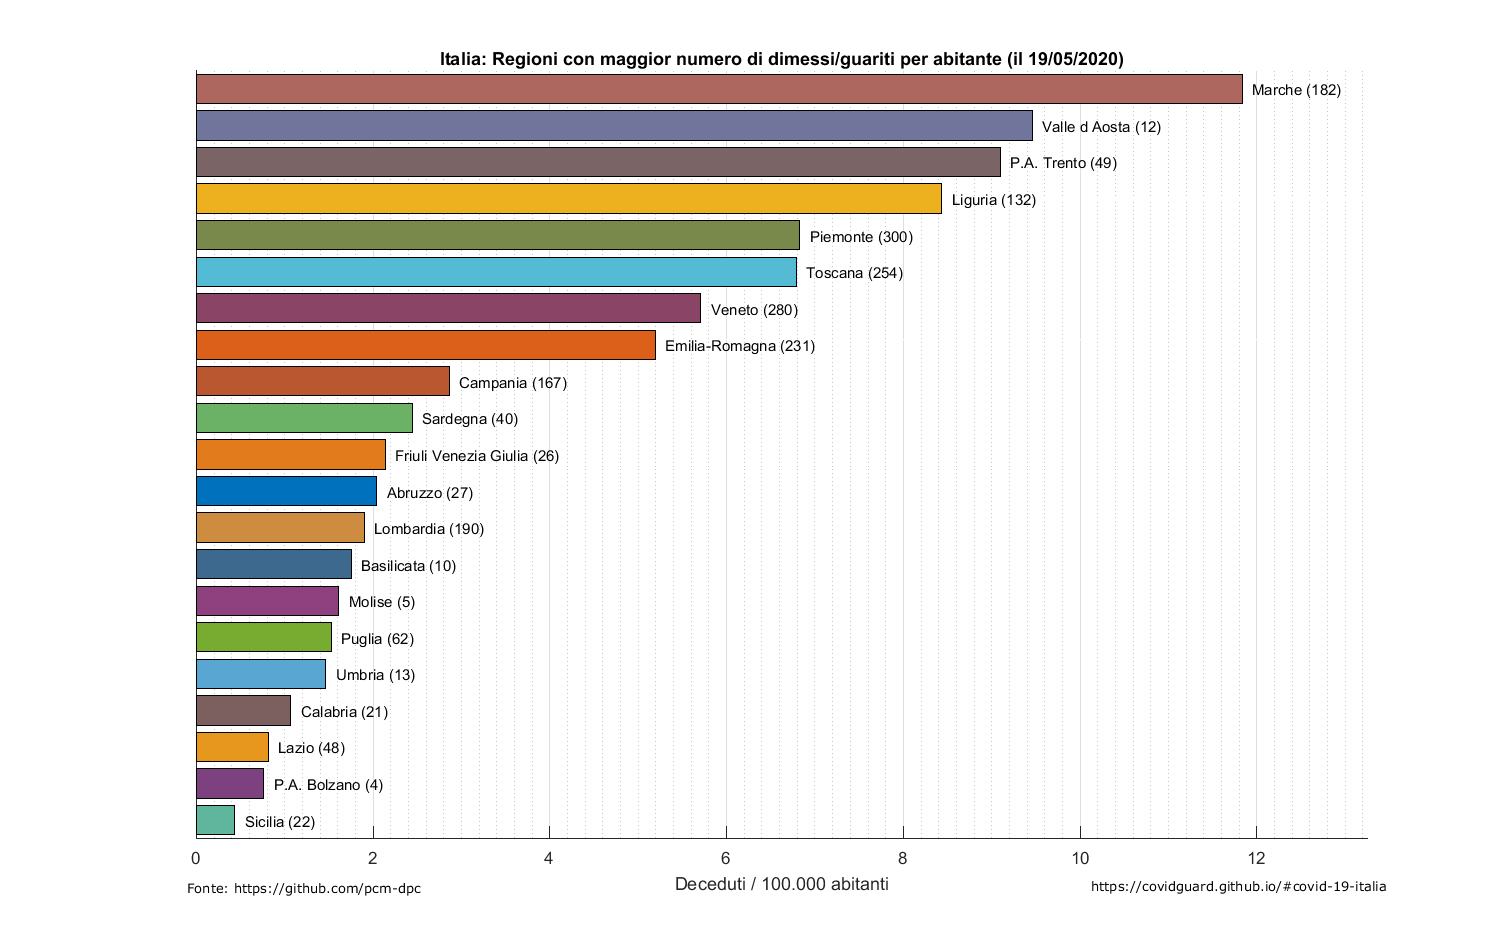 Italia: Regioni con maggior numero di dimessi/guariti per abitante (il 19/05/2020)
Marche (182)
Valle d Aosta (12)
P.A. Trento (49)
Liguria (132)
Piemonte (300)
Toscana (254)
Veneto (280)
Emilia-Romagna (231)
Campania (167)
Sardegna (40)
Friuli Venezia Giulia (26)
Abruzzo (27)
Lombardia (190)
Basilicata (10)
Molise (5)
Puglia (62)
Umbria (13)
Calabria (21)
Lazio (48)
P.A. Bolzano (4)
Sicilia (22)
0 2 4 6 8 10 12
Deceduti / 100.000 abitanti
Fonte: https://github.com/pcm-dpc
https://covidguard.github.io/#covid-19-italia